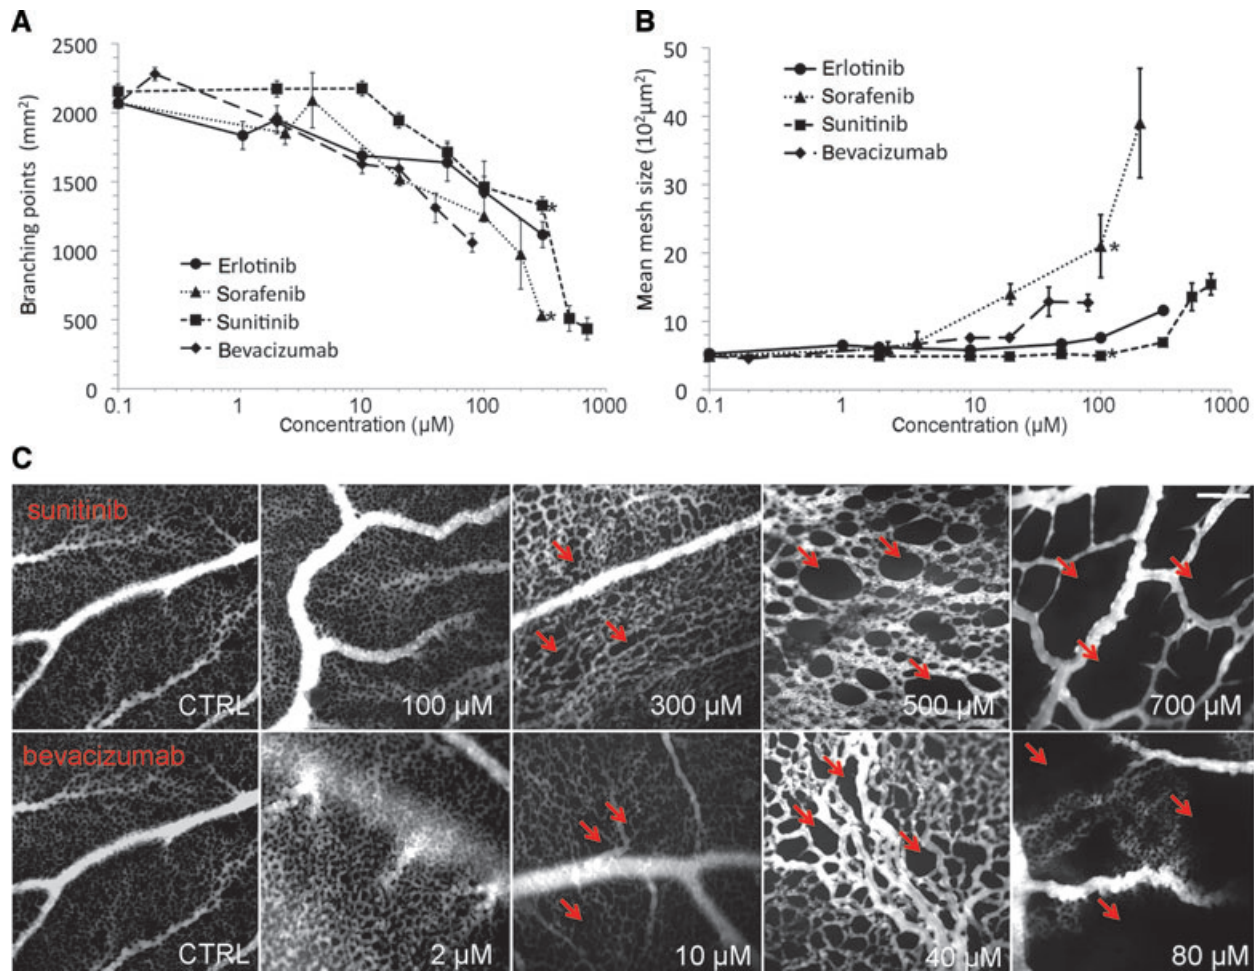 A
2500
2000
1500
1000
500
0
Branching points (mm²)
Erlotinib
Sorafenib
Sunitinib
Bevacizumab
*
*
0.1 1 10 100 1000
Concentration (µM)
B
50
40
30
20
10
0
Mean mesh size (10²µm²)
Erlotinib
Sorafenib
Sunitinib
Bevacizumab
*
*
0.1 1 10 100 1000
Concentration (µM)
C
sunitinib
CTRL 100 µM 300 µM 500 µM 700 µM
bevacizumab
CTRL 2 µM 10 µM 40 µM 80 µM